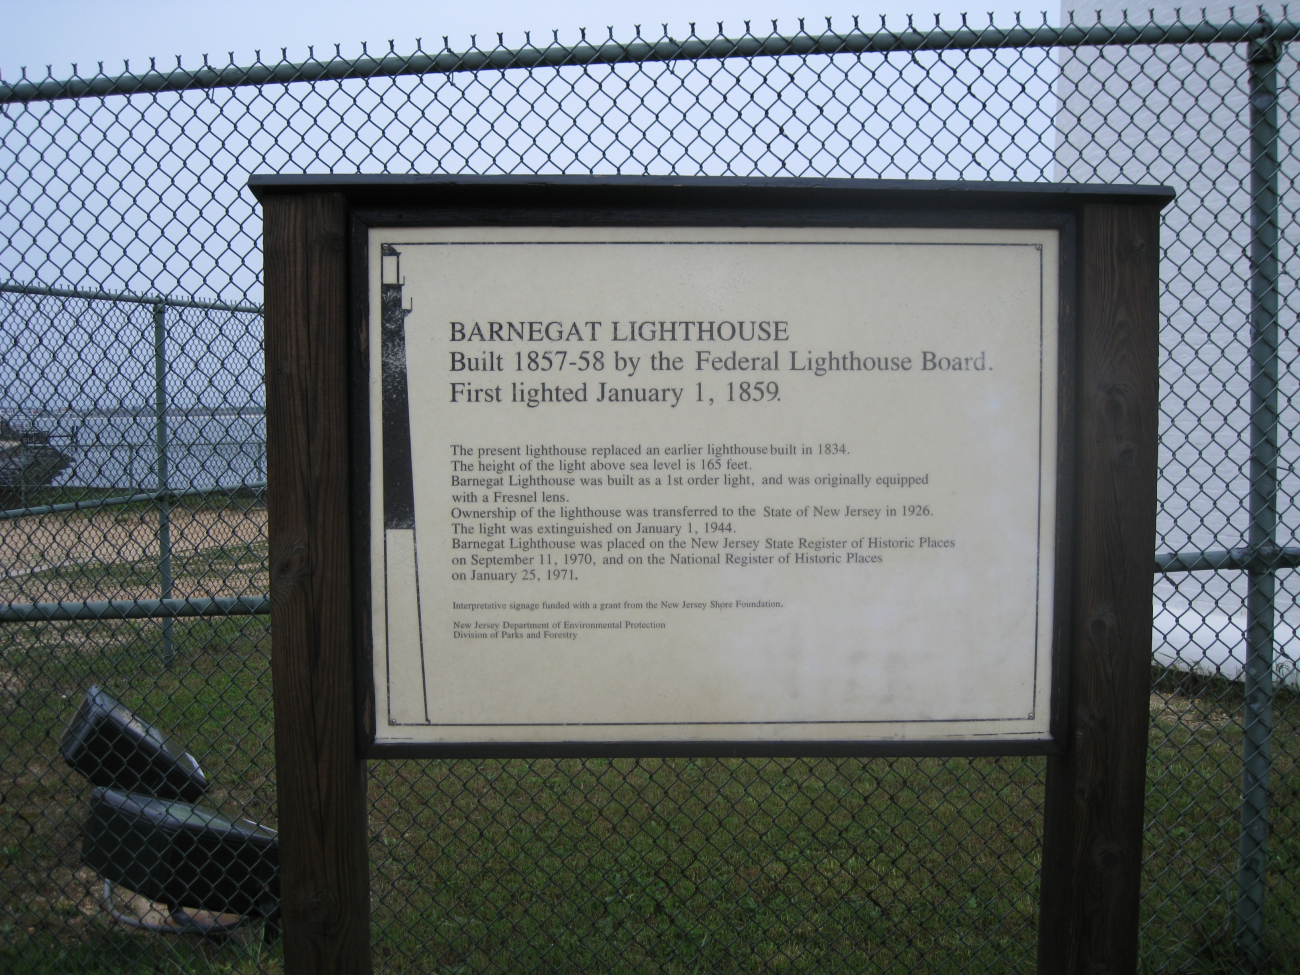 BARNEGAT LIGHTHOUSE
Built 1857-58 by the Federal Lighthouse Board.
First lighted January 1, 1859.
The present lighthouse replaced an earlier lighthouse built in 1834.
The height of the light above sea level is 165 feet.
Barnegat Lighthouse was built as a 1st order light, and was originally equipped
with a Fresnel lens.
Ownership of the lighthouse was transferred to the State of New Jersey in 1926.
The light was extinguished on January 1, 1944.
Barnegat Lighthouse was placed on the New Jersey State Register of Historic Places
on September 11, 1970, and on the National Register of Historic Places
on January 25, 1971.
Interpretative signage funded with a grant from the New Jersey Shore Foundation.
New Jersey Department of Environmental Protection
Division of Parks and Forestry